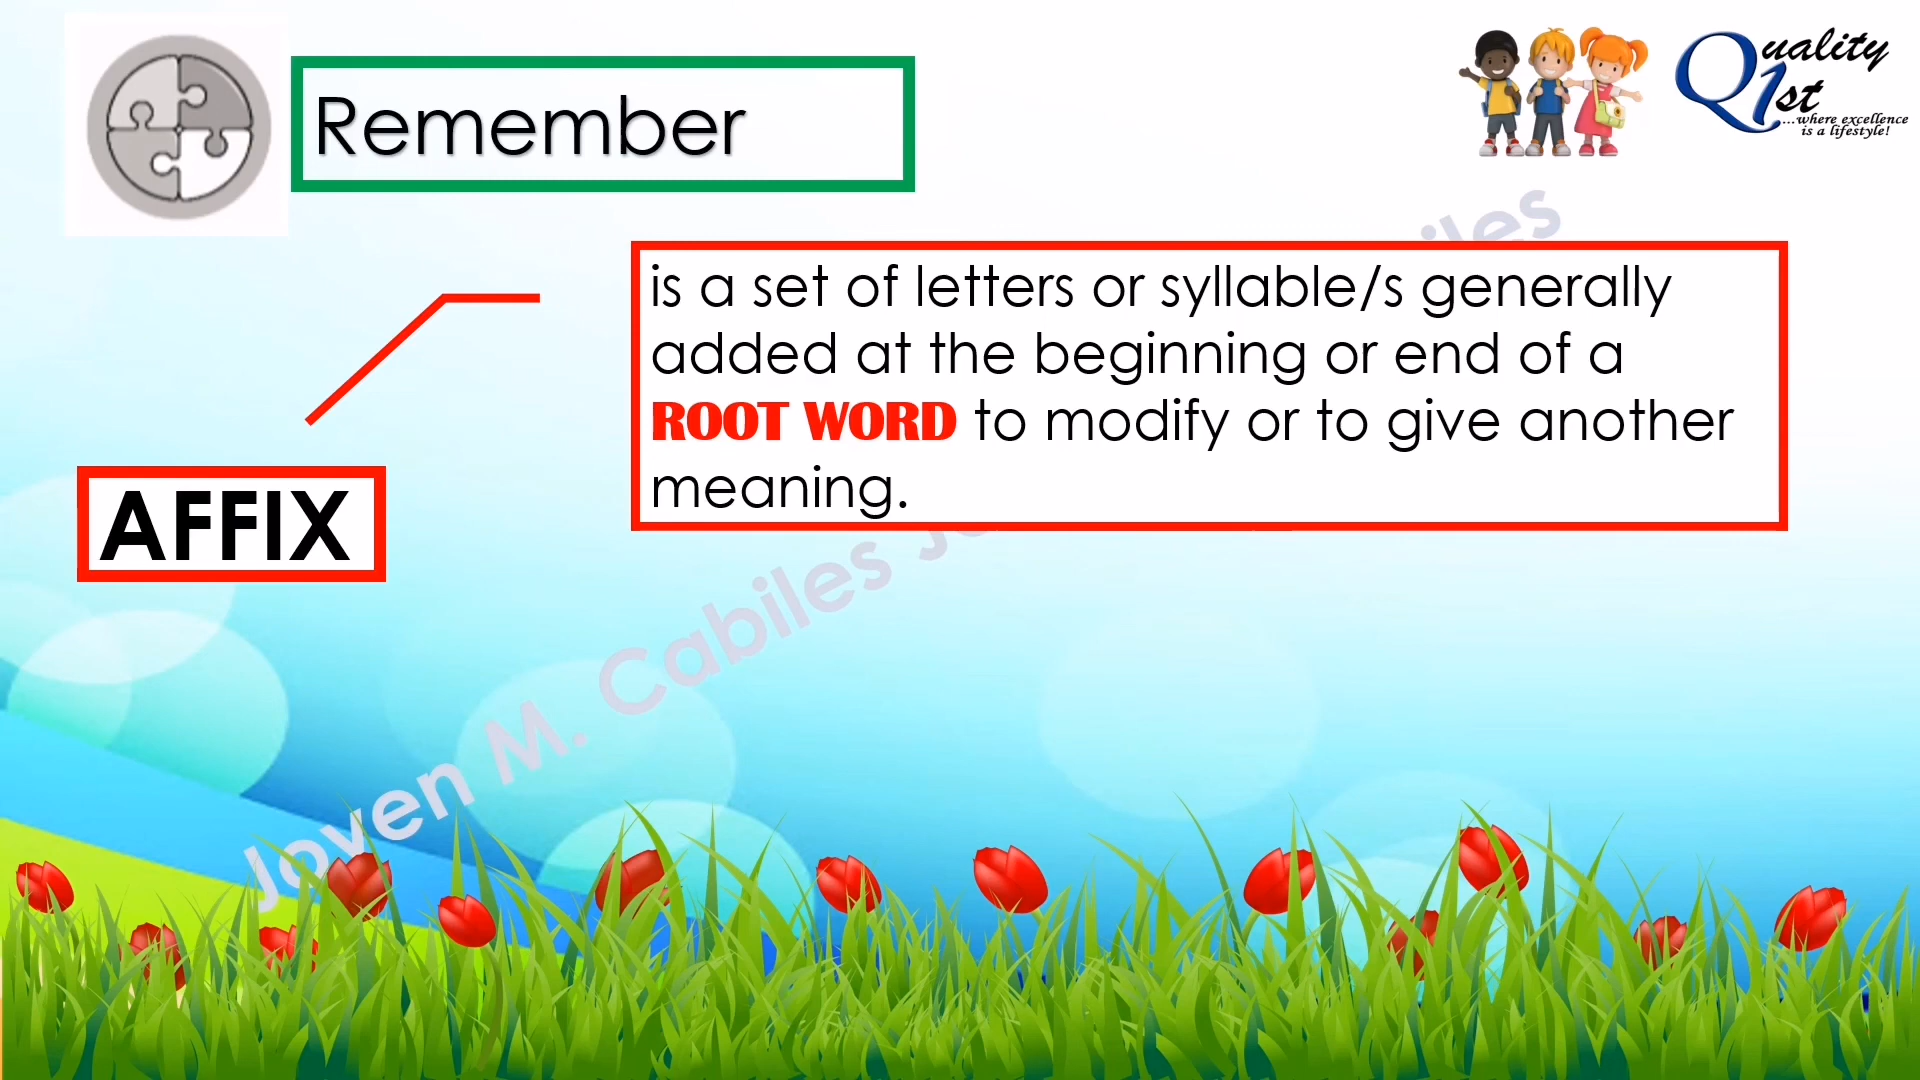 Remember
Quality
1st
...where excellence
is a lifestyle!
is a set of letters or syllable/s generally
added at the beginning or end of a
ROOT WORD to modify or to give another
meaning.
AFFIX
Joven M. Cabiles